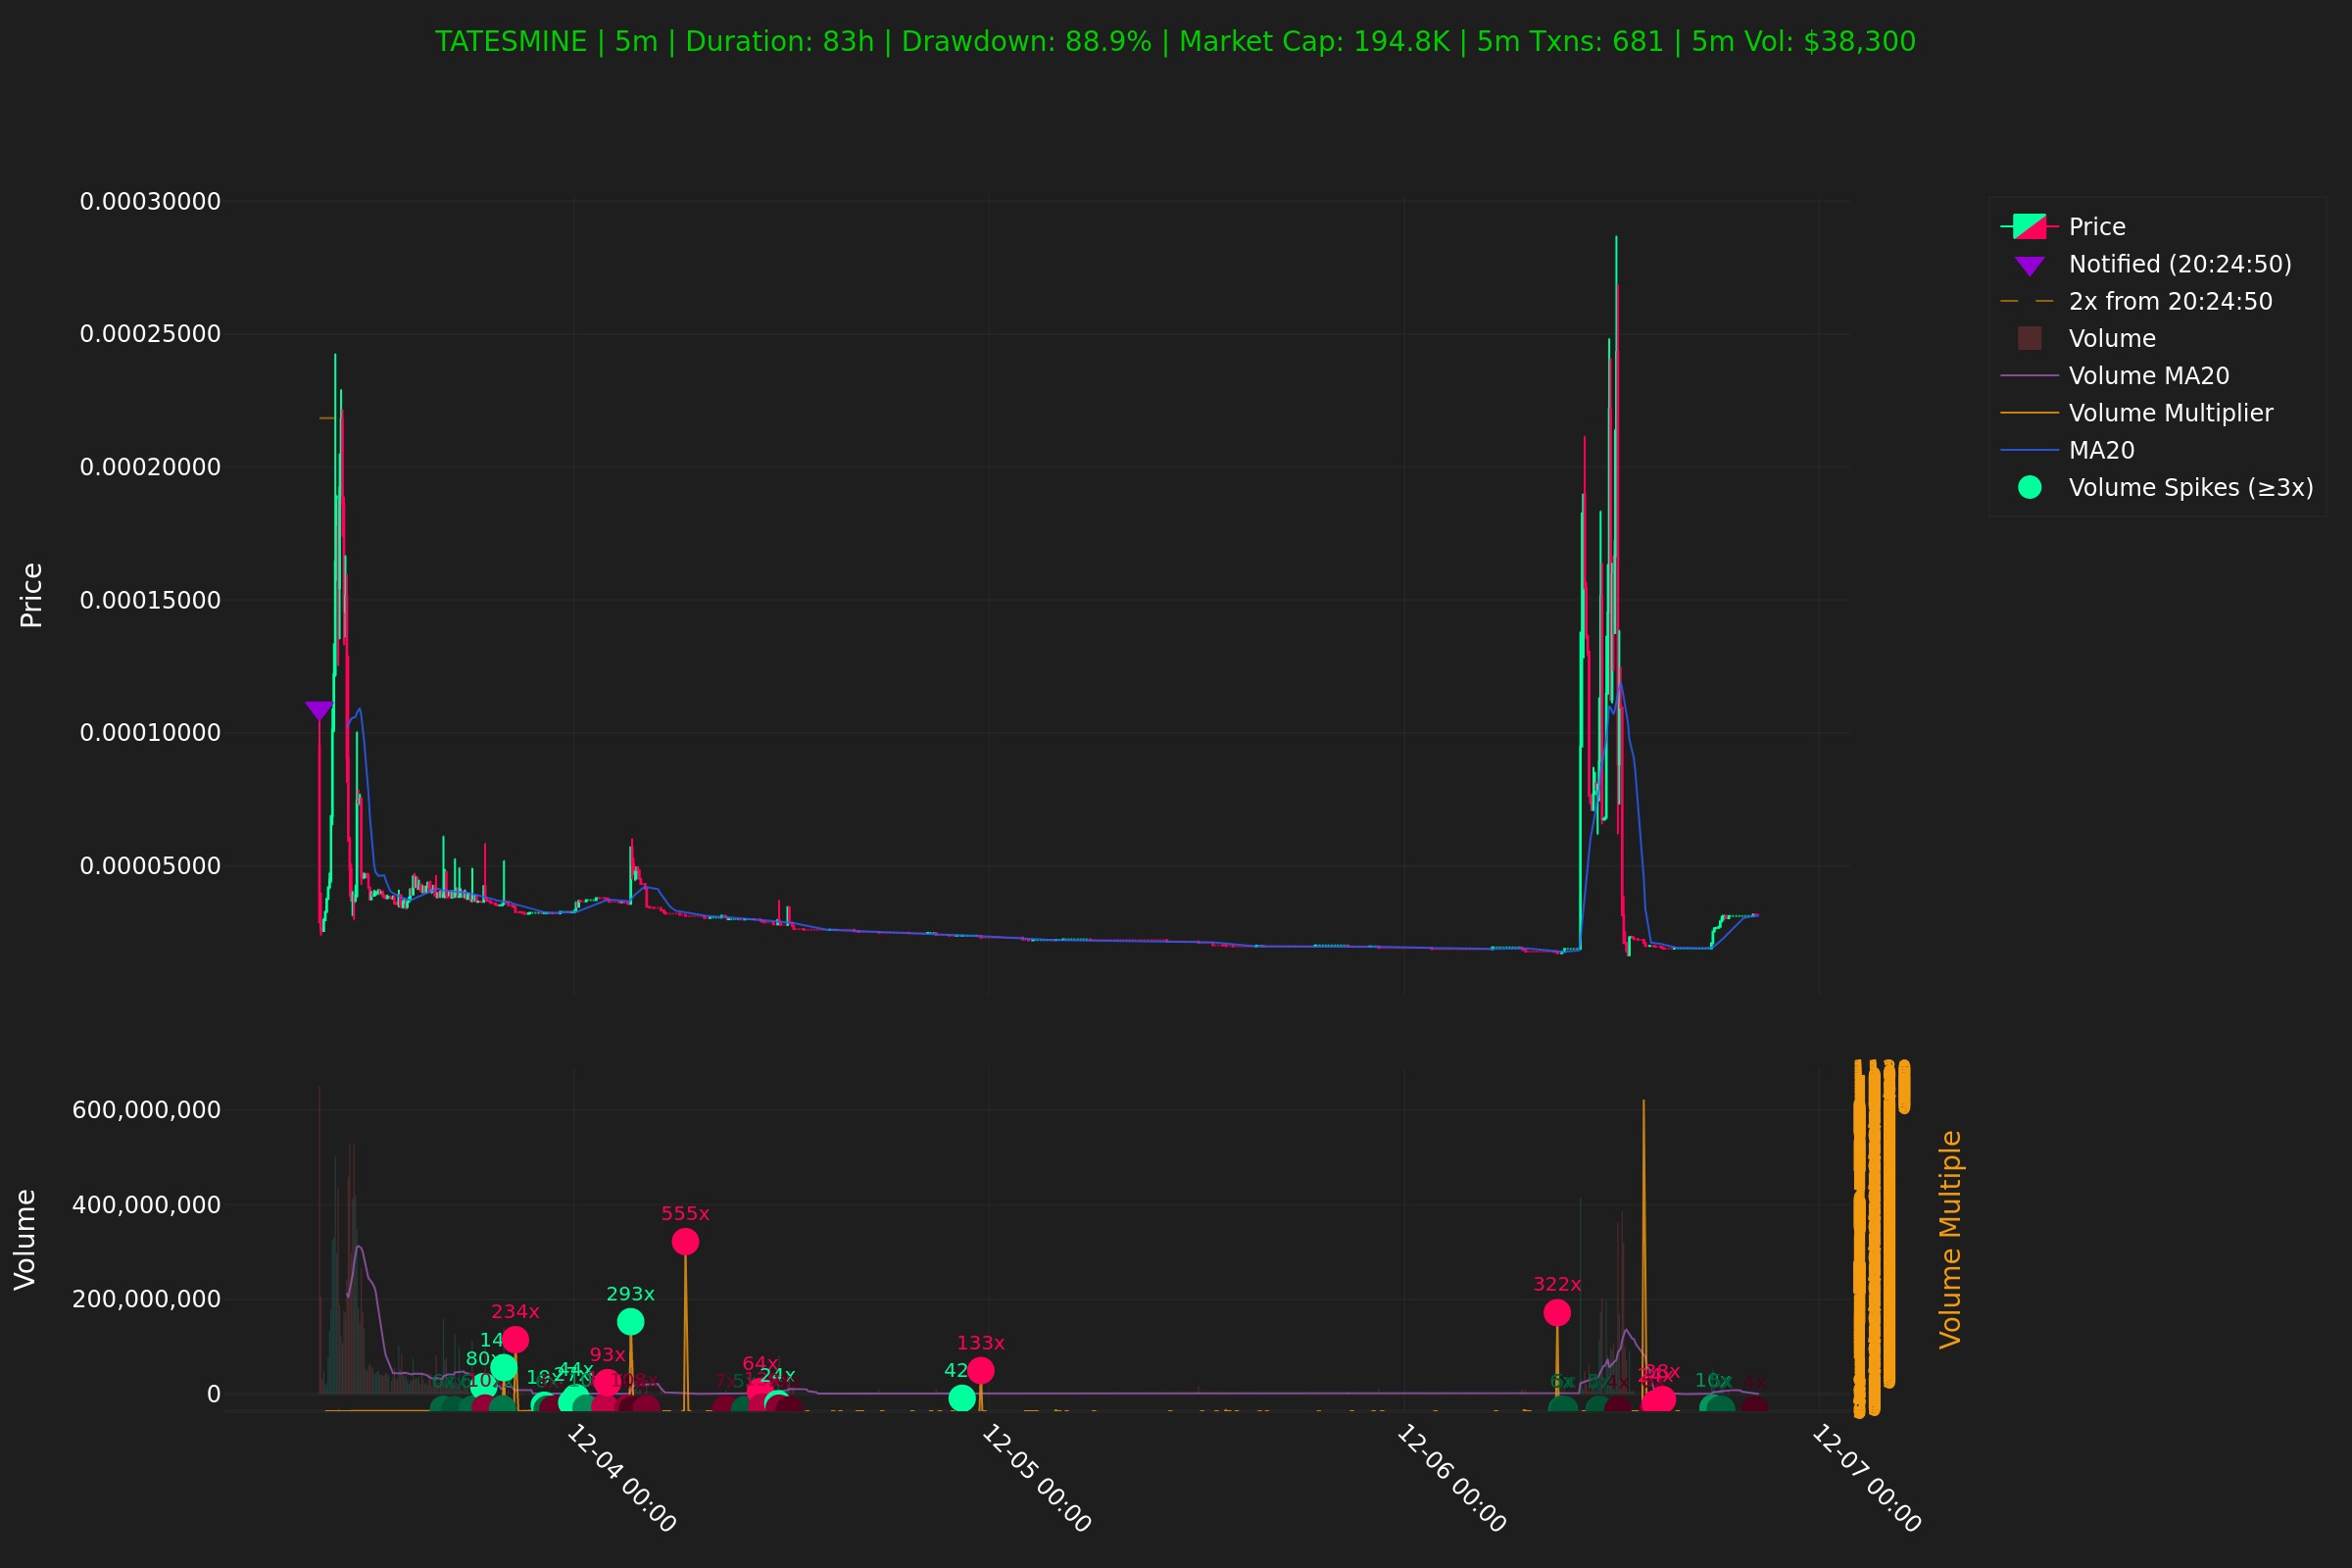 TATESMINE | 5m | Duration: 83h | Drawdown: 88.9% | Market Cap: 194.8K | 5m Txns: 681 | 5m Vol: $38,300
0.00030000
0.00025000
0.00020000
0.00015000
0.00010000
0.00005000
Price
Price
Notified (20:24:50)
2x from 20:24:50
Volume
Volume MA20
Volume Multiplier
MA20
Volume Spikes (≥3x)
600,000,000
400,000,000
200,000,000
0
Volume
555x
293x
322x
234x
133x
93x
64x
24x
44x
Volume Multiple
12-04 00:00
12-05 00:00
12-06 00:00
12-07 00:00